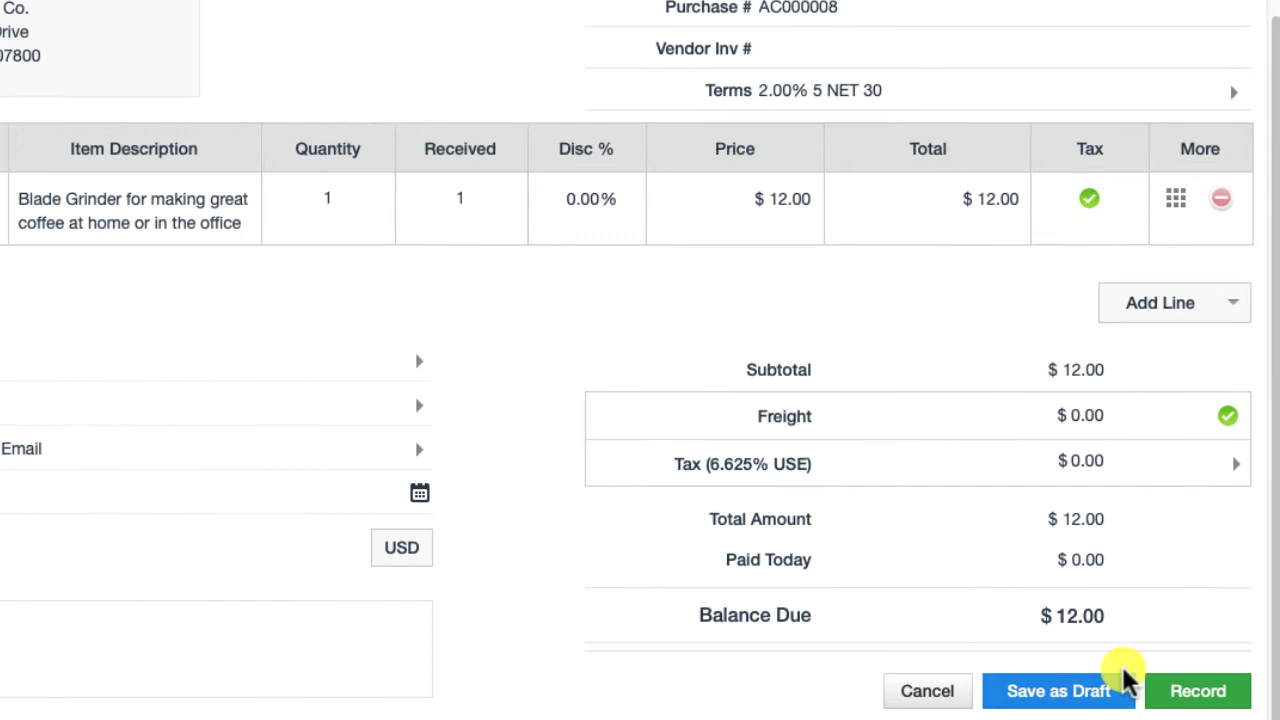 Co.
Drive
07800
Purchase # AC000008
Vendor Inv #
Terms 2.00% 5 NET 30
Item Description Quantity Received Disc % Price Total Tax More
Blade Grinder for making great 1 1 0.00% $ 12.00 $ 12.00
coffee at home or in the office
Add Line
Subtotal $ 12.00
Freight $ 0.00
Tax (6.625% USE) $ 0.00
Email
Total Amount $ 12.00
USD
Paid Today $ 0.00
Balance Due $ 12.00
Cancel Save as Draft Record